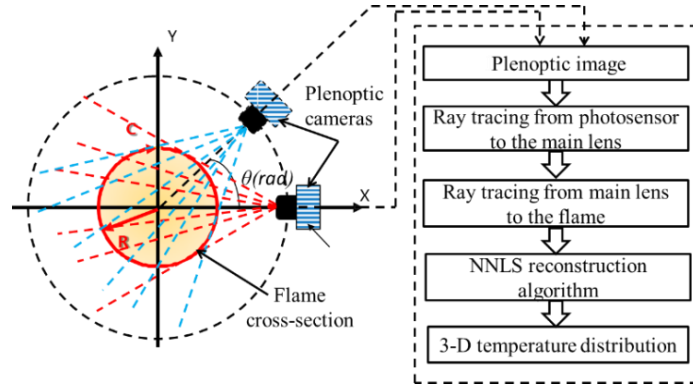 Y
C
Plenoptic
cameras
θ(rad)
X
R
Flame
cross-section
Plenoptic image
Ray tracing from photosensor
to the main lens
Ray tracing from main lens
to the flame
NNLS reconstruction
algorithm
3-D temperature distribution